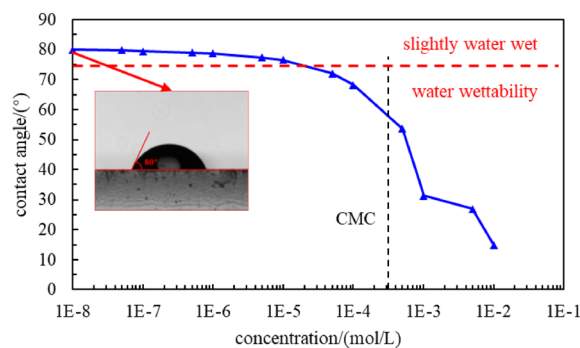 90
80
70
60
50
40
30
20
10
0
contact angle/(°)
slightly water wet
water wettability
80°
CMC
1E-8 1E-7 1E-6 1E-5 1E-4 1E-3 1E-2 1E-1
concentration/(mol/L)